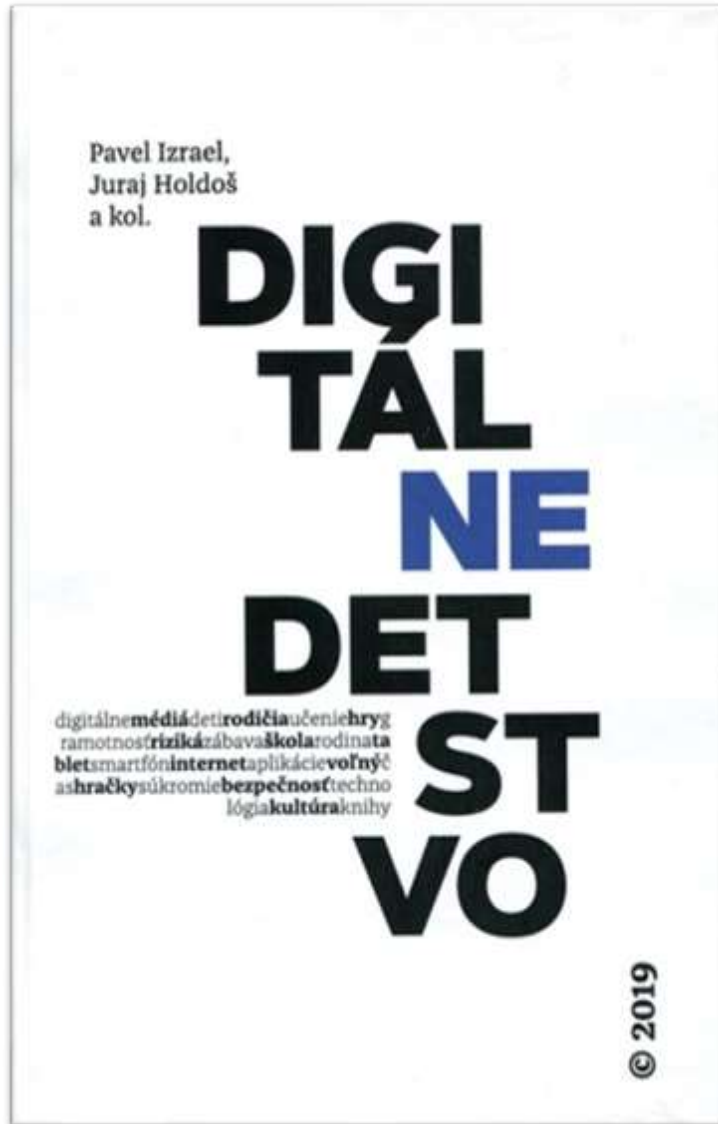 Pavel Izrael,
Juraj Holdoš
a kol.
DIGI
TÁL
NE
DET
ST
VO
digitálnemédiádetirodičiaučeniehryg
ramotnosťrizikázábavaškolarodinata
bletsmartfóninternetaplikácievoľnýč
ashračkysúkromiebezpečnosťtechno
lógiakultúraknihy
© 2019